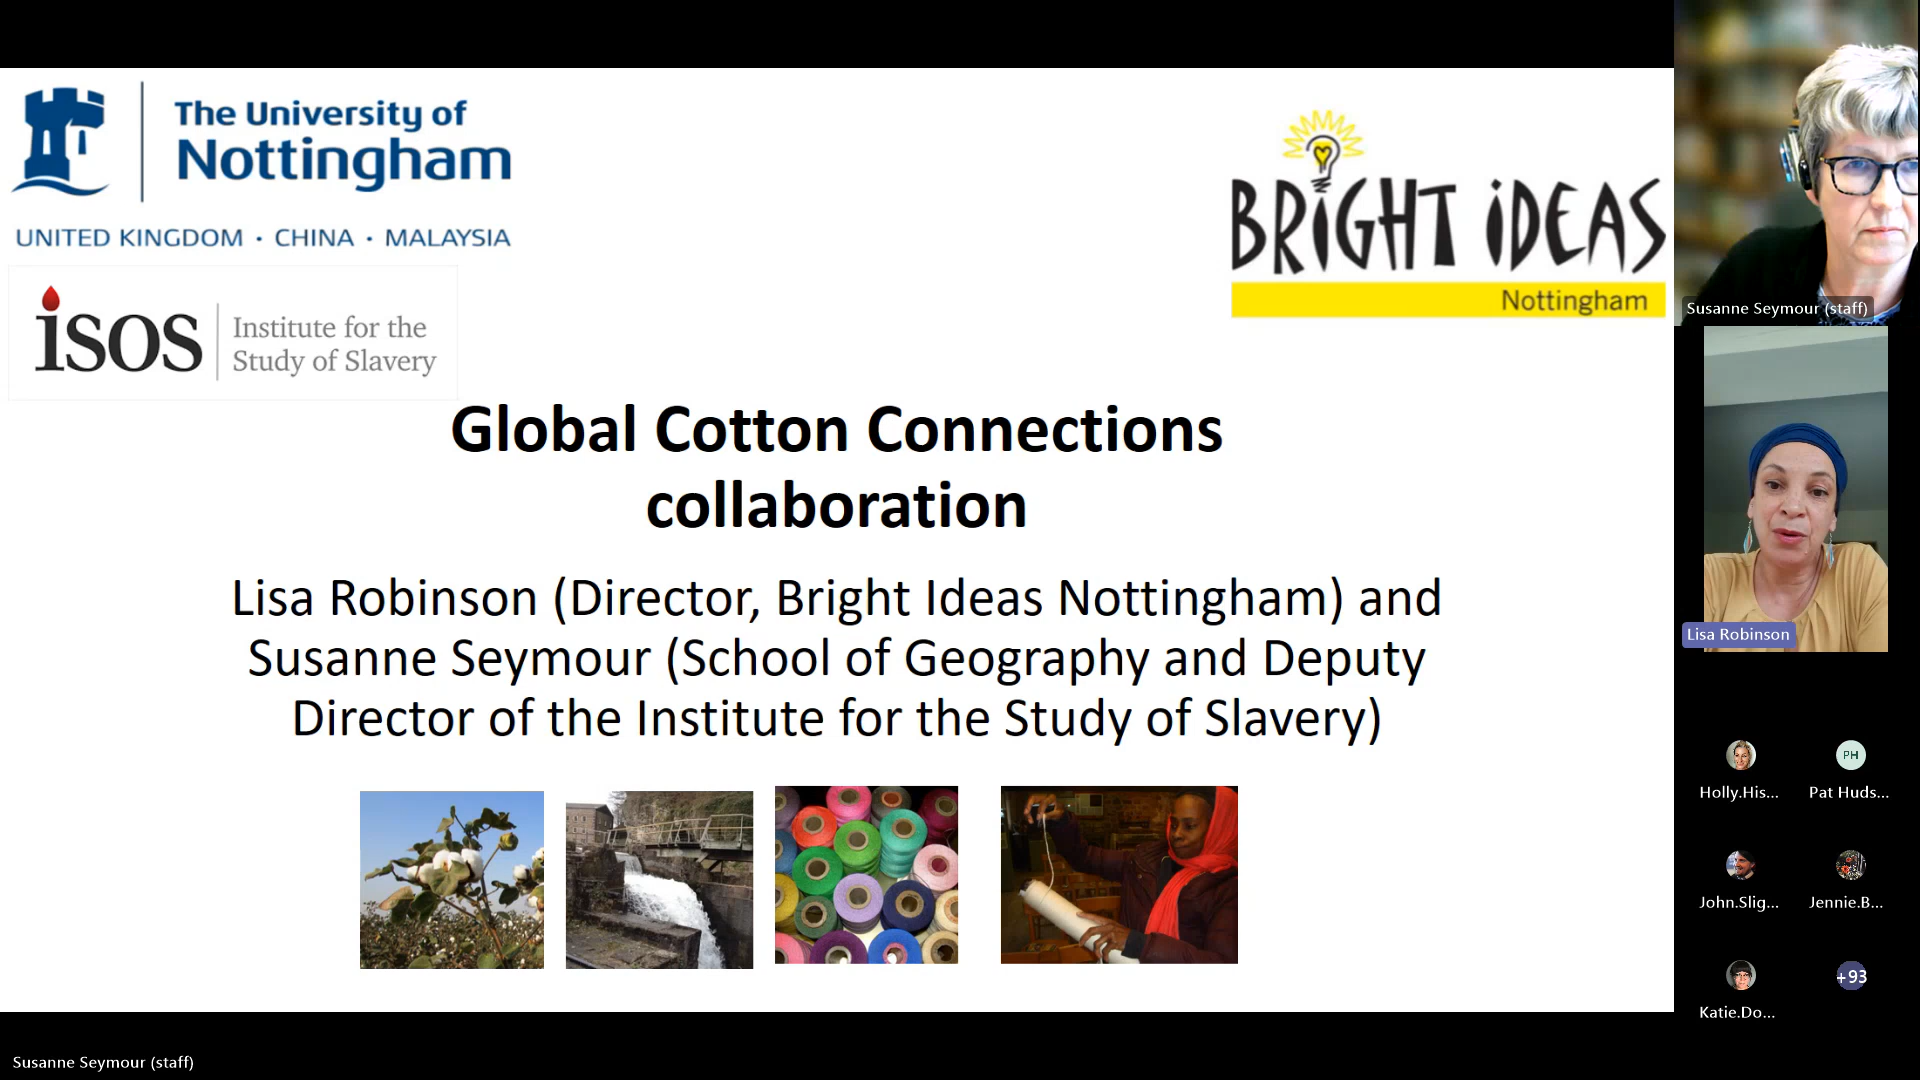 The University of
Nottingham
UNITED KINGDOM · CHINA · MALAYSIA
isos
Institute for the
Study of Slavery
BRIGHT iDEAS
Nottingham
Global Cotton Connections
collaboration
Lisa Robinson (Director, Bright Ideas Nottingham) and
Susanne Seymour (School of Geography and Deputy
Director of the Institute for the Study of Slavery)
Susanne Seymour (staff)
Lisa Robinson
Holly.His...
PH
Pat Huds...
John.Slig...
Jennie.B...
Katie.Do...
+93
Susanne Seymour (staff)